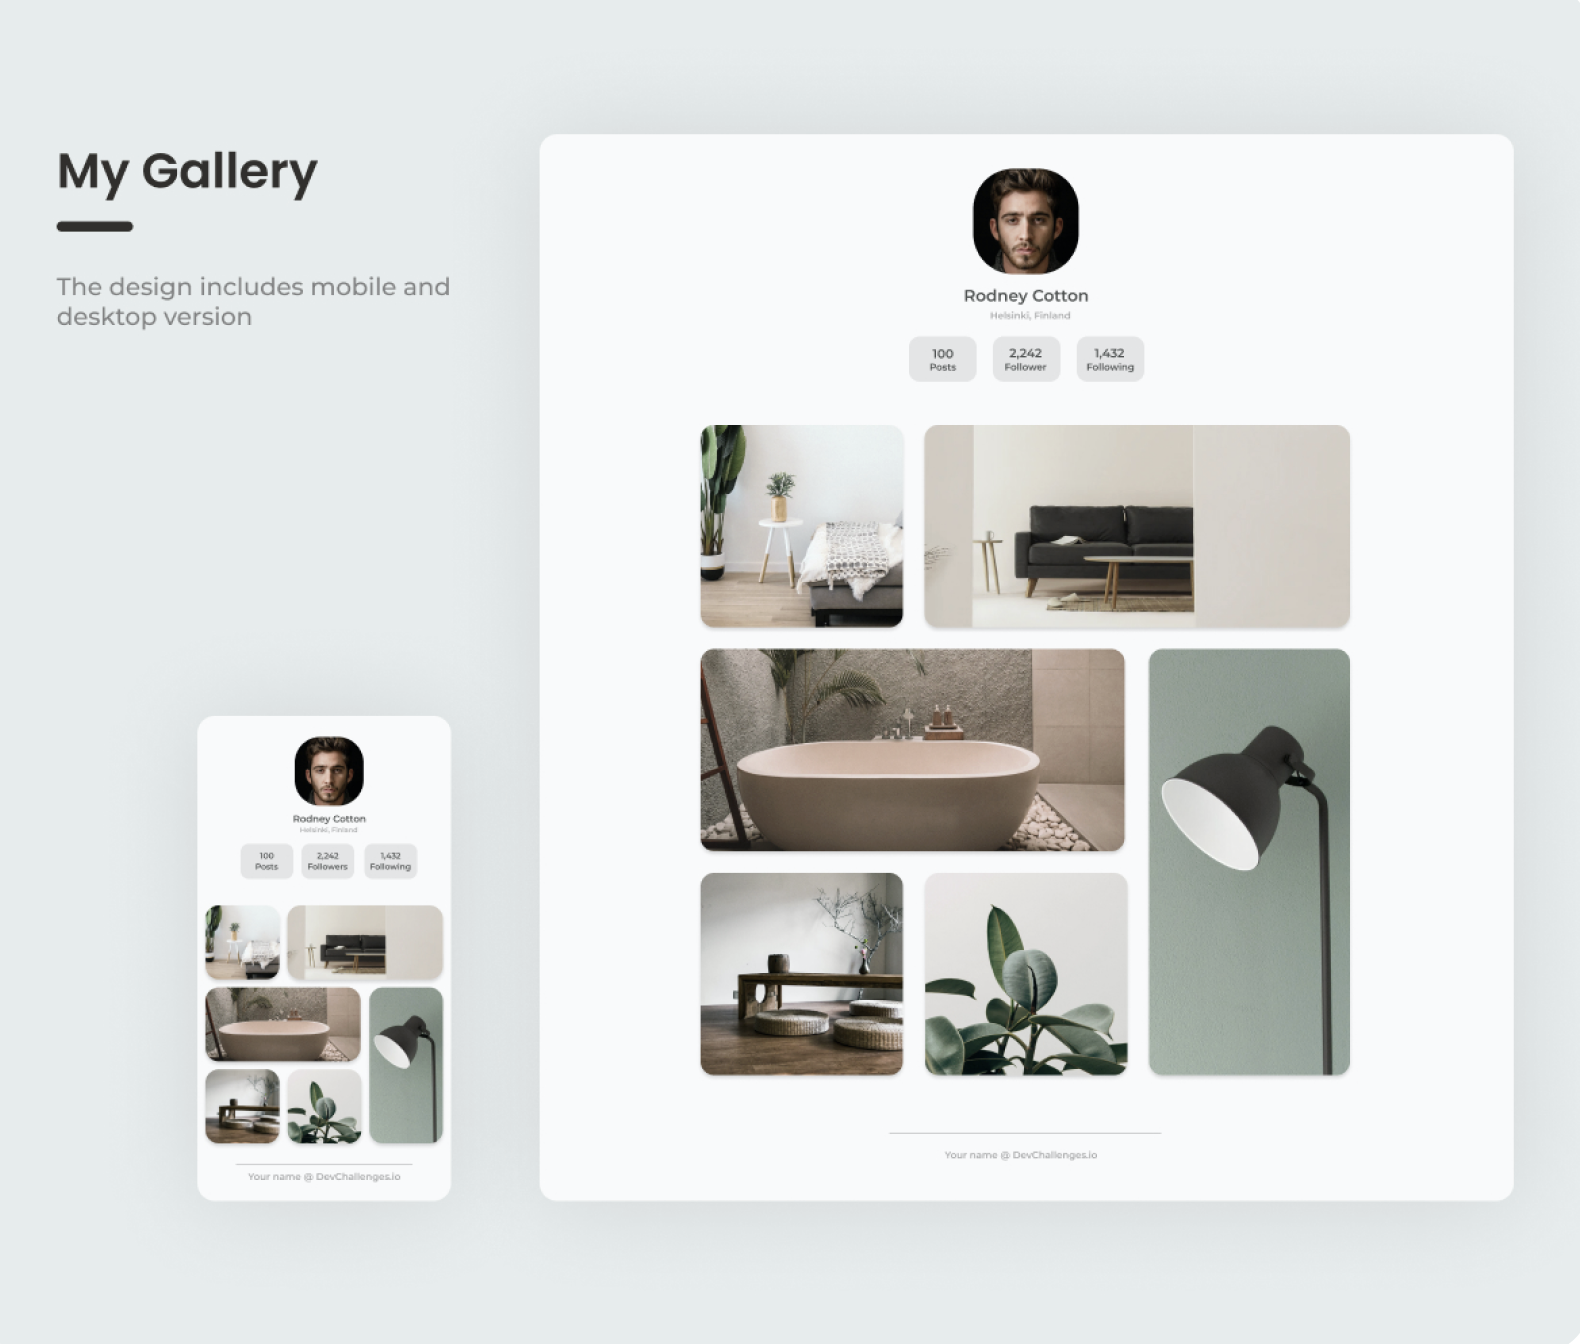 My Gallery
The design includes mobile and
desktop version
Rodney Cotton
Helsinki, Finland
100
Posts
2,242
Followers
1,432
Following
Your name @ DevChallenges.io
Rodney Cotton
Helsinki, Finland
100
Posts
2,242
Follower
1,432
Following
Your name @ DevChallenges.io